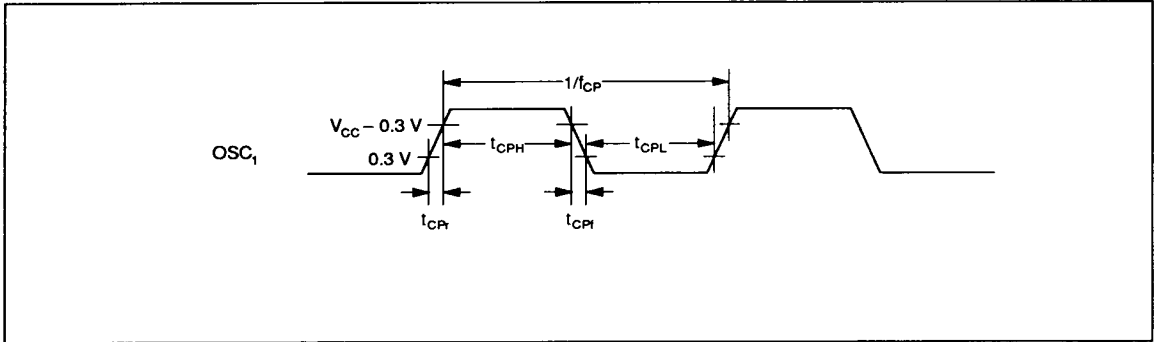 1/fCP
VCC – 0.3 V
tCPH
tCPL
OSC1
0.3 V
tCPr
tCPf